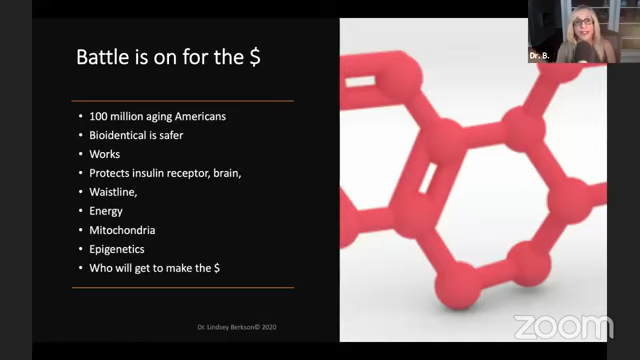 Battle is on for the $
100 million aging Americans
Bioidentical is safer
Works
Protects insulin receptor, brain,
Waistline,
Energy
Mitochondria
Epigenetics
Who will get to make the $
Dr. Lindsey Berkson© 2020
Dr. B.
zoom